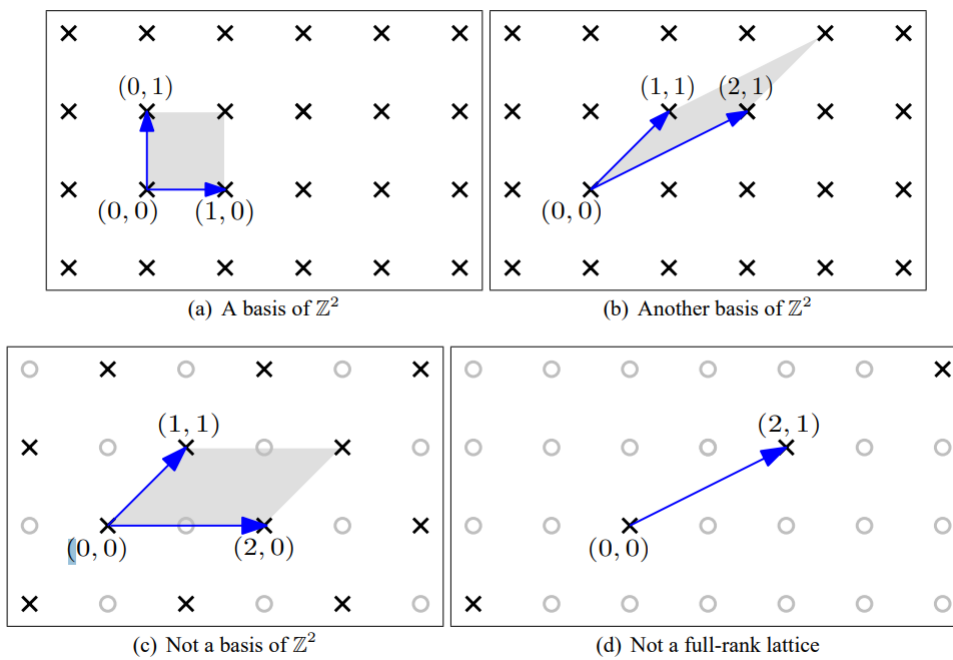 (0, 1)
(0, 0)
(1, 0)
(a) A basis of ℤ²
(1, 1)
(2, 1)
(0, 0)
(b) Another basis of ℤ²
(1, 1)
(0, 0)
(2, 0)
(c) Not a basis of ℤ²
(2, 1)
(0, 0)
(d) Not a full-rank lattice